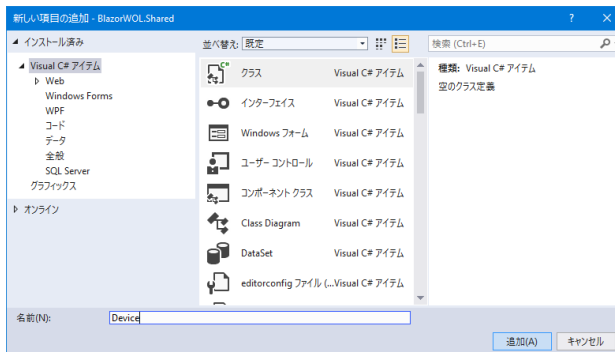 新しい項目の追加 - BlazorWOL.Shared
インストール済み
並べ替え: 既定
検索 (Ctrl+E)
Visual C# アイテム
Web
Windows Forms
WPF
コード
データ
全般
SQL Server
グラフィックス
オンライン
クラス Visual C# アイテム
インターフェイス Visual C# アイテム
Windows フォーム Visual C# アイテム
ユーザー コントロール Visual C# アイテム
コンポーネント クラス Visual C# アイテム
Class Diagram Visual C# アイテム
DataSet Visual C# アイテム
editorconfig ファイル (...Visual C# アイテム
種類: Visual C# アイテム
空のクラス定義
名前(N): Device
追加(A) キャンセル